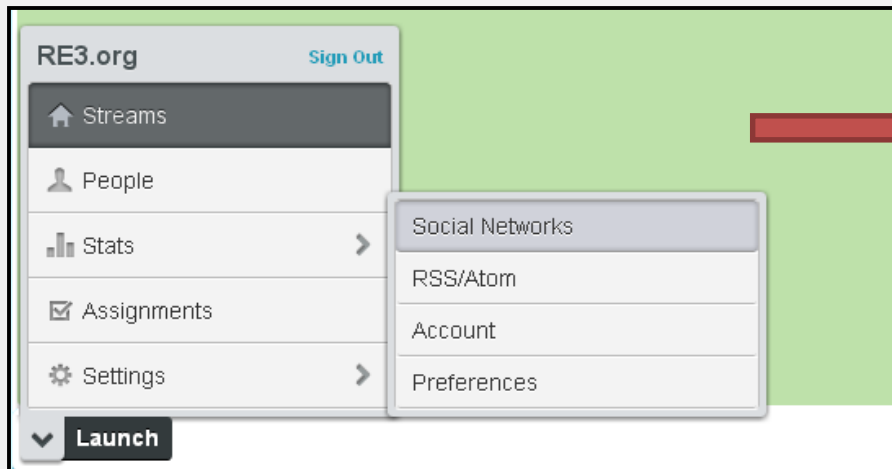 RE3.org
Sign Out
Streams
People
Stats
Assignments
Settings
Social Networks
RSS/Atom
Account
Preferences
Launch